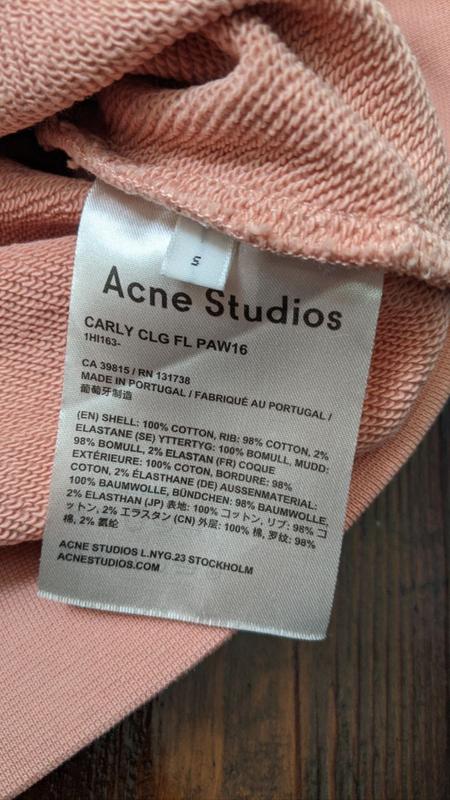 S
Acne Studios
CARLY CLG FL PAW16
1HI163-
CA 39815 / RN 131738
MADE IN PORTUGAL / FABRIQUÉ AU PORTUGAL /
葡萄牙制造
(EN) SHELL: 100% COTTON, RIB: 98% COTTON, 2%
ELASTANE (SE) YTTERTYG: 100% BOMULL, MUDD:
98% BOMULL, 2% ELASTAN (FR) COQUE
EXTÉRIEURE: 100% COTON, BORDURE: 98%
COTON, 2% ÉLASTHANE (DE) AUSSENMATERIAL:
100% BAUMWOLLE, BÜNDCHEN: 98% BAUMWOLLE,
2% ELASTHAN (JP) 表地: 100% コットン, リブ: 98% コ
ットン, 2% エラスタン (CN) 外层: 100% 棉, 罗纹: 98%
棉, 2% 氨纶
ACNE STUDIOS L.NYG.23 STOCKHOLM
ACNESTUDIOS.COM